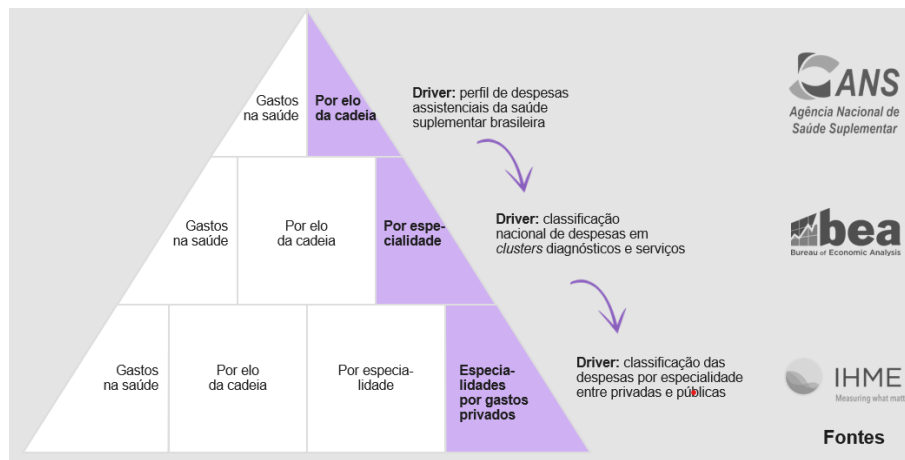 Gastos
na saúde
Por elo
da cadeia
Driver: perfil de despesas
assistenciais da saúde
suplementar brasileira
ANS
Agência Nacional de
Saúde Suplementar
Gastos
na saúde
Por elo
da cadeia
Por espe-
cialidade
Driver: classificação
nacional de despesas em
clusters diagnósticos e serviços
bea
Bureau of Economic Analysis
Gastos
na saúde
Por elo
da cadeia
Por especia-
lidade
Especia-
lidades
por gastos
privados
Driver: classificação das
despesas por especialidade
entre privadas e públicas
IHME
Measuring what matt
Fontes